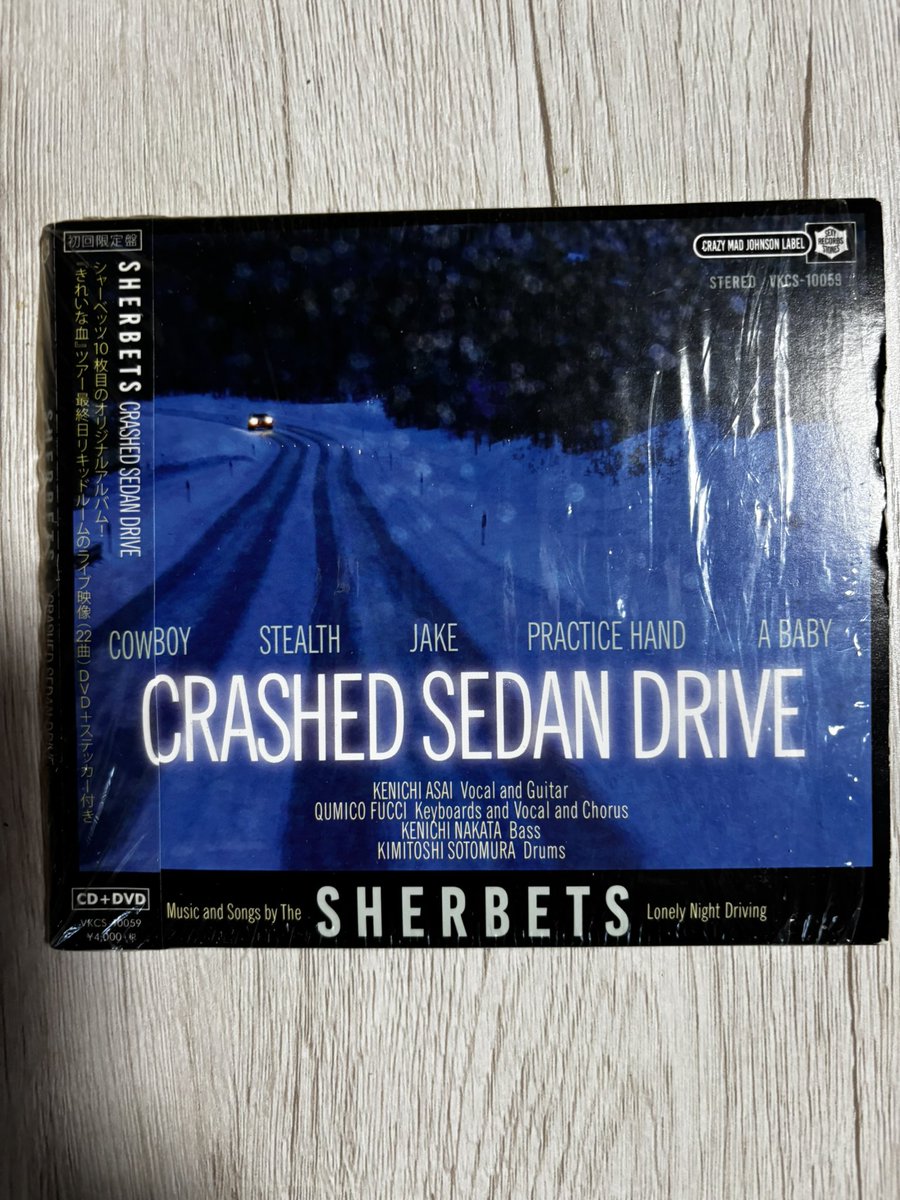 初回限定盤
SHERBETS CRASHED SEDAN DRIVE
シャーベッツ10枚目のオリジナルアルバム!
『きれいな血』ツアー最終日リキッドルームのライブ映像(22曲)DVD+ステッカー付き
CD+DVD
VKCS-10059
¥4,000+税
CRAZY MAD JOHNSON LABEL
SEXY
RECORDS
STONES
STEREO VKCS-10059
COWBOY STEALTH JAKE PRACTICE HAND A BABY
CRASHED SEDAN DRIVE
KENICHI ASAI Vocal and Guitar
QUMICO FUCCI Keyboards and Vocal and Chorus
KENICHI NAKATA Bass
KIMITOSHI SOTOMURA Drums
Music and Songs by The SHERBETS Lonely Night Driving